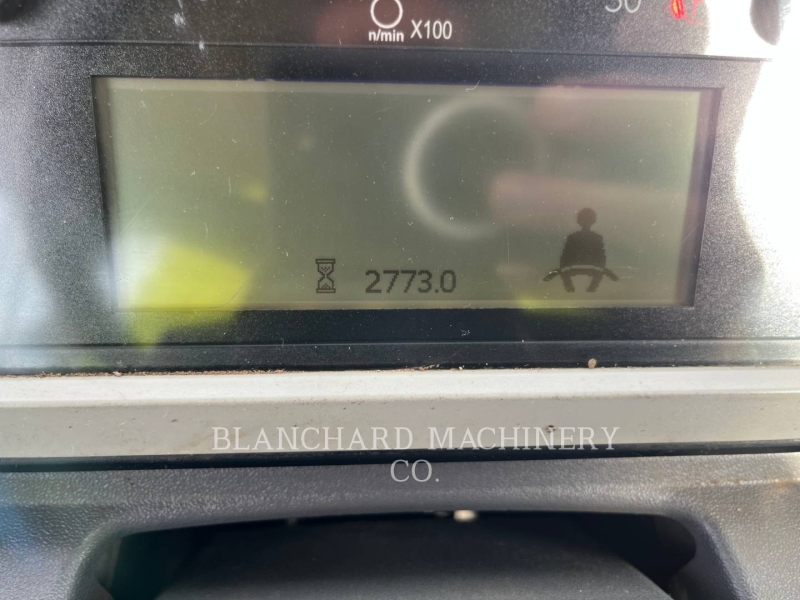 30
n/min X100
2773.0
BLANCHARD MACHINERY
CO.